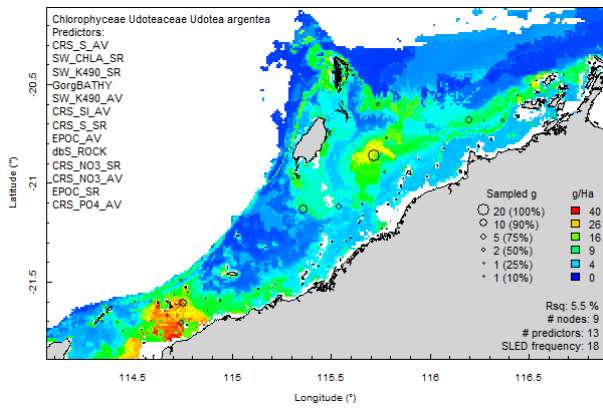 Chlorophyceae Udoteaceae Udotea argentea
Predictors:
CRS_S_AV
SW_CHLA_SR
SW_K490_SR
GorgBATHY
SW_K490_AV
CRS_SI_AV
CRS_S_SR
EPOC_AV
dbS_ROCK
CRS_NO3_SR
CRS_NO3_AV
EPOC_SR
CRS_PO4_AV
Latitude (°)
-20.5
-21
-21.5
Sampled g
20 (100%)
10 (90%)
5 (75%)
2 (50%)
1 (25%)
1 (10%)
g/Ha
40
26
16
9
4
0
Rsq: 5.5 %
# nodes: 9
# predictors: 13
SLED frequency: 18
114.5
115
115.5
116
116.5
Longitude (°)